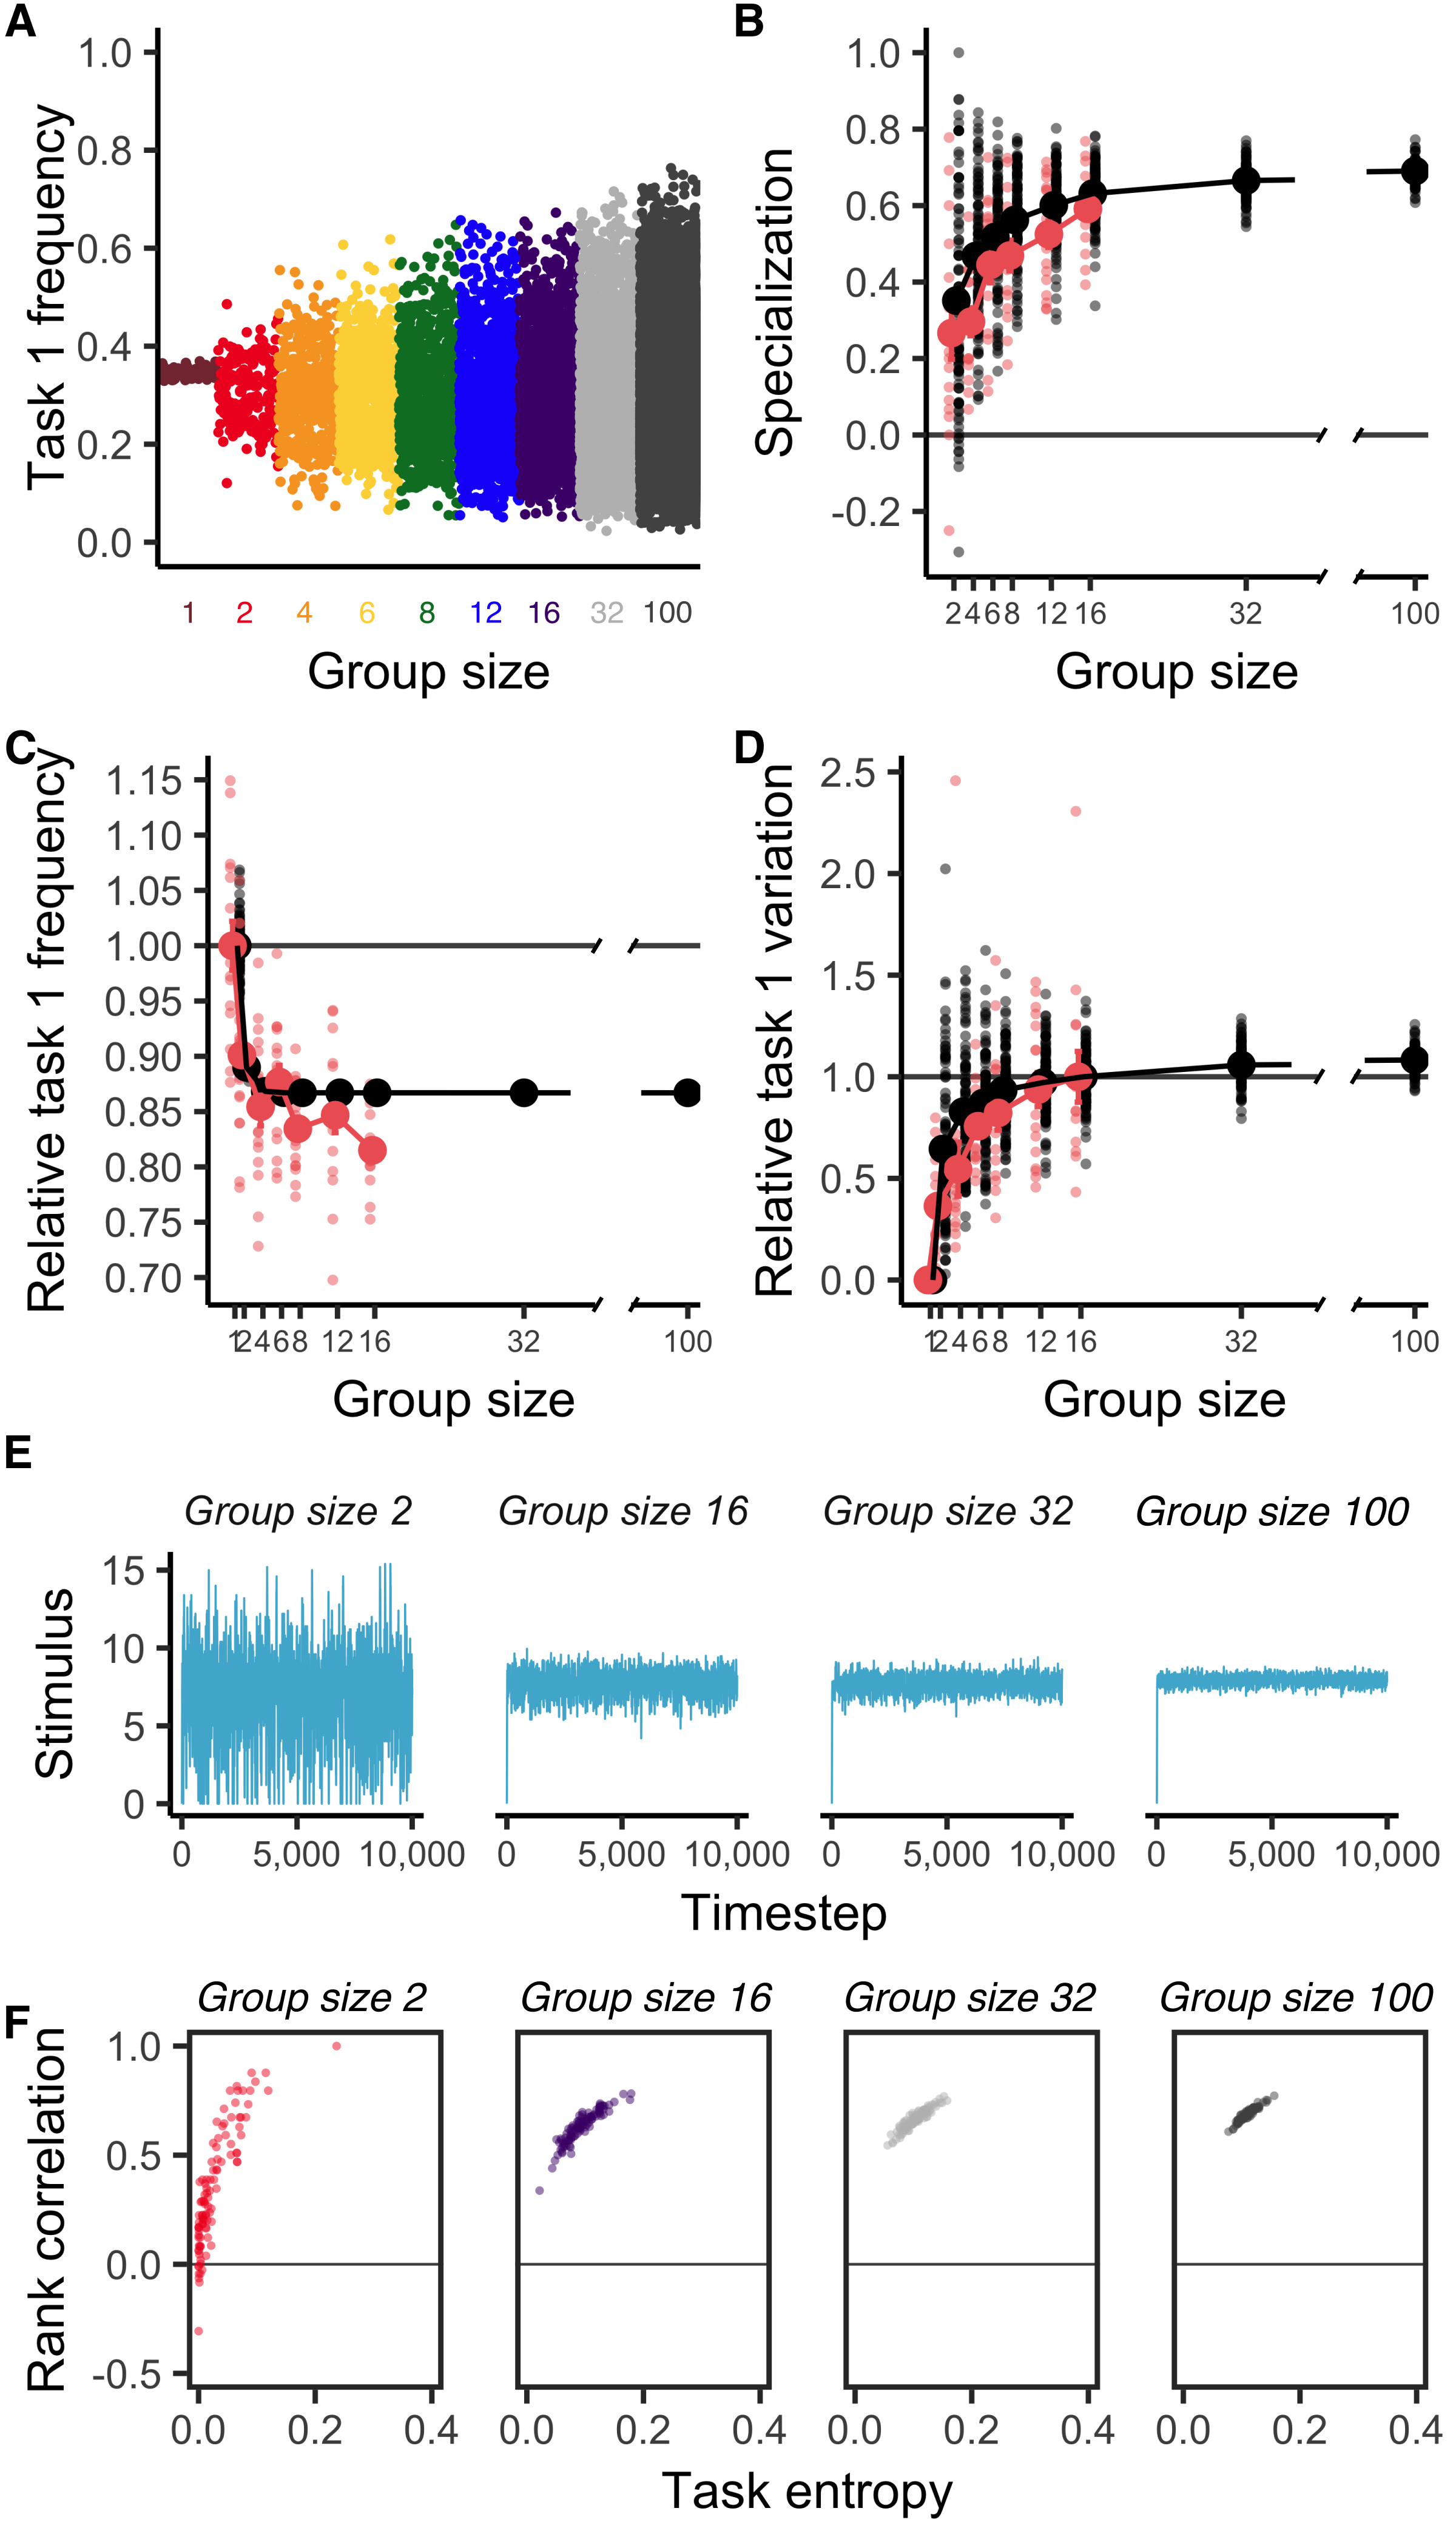 A
Task 1 frequency
1.0
0.8
0.6
0.4
0.2
0.0
1 2 4 6 8 12 16 32 100
Group size
B
Specialization
1.0
0.8
0.6
0.4
0.2
0.0
-0.2
2 4 6 8 12 16 32 100
Group size
C
Relative task 1 frequency
1.15
1.10
1.05
1.00
0.95
0.90
0.85
0.80
0.75
0.70
1 2 4 6 8 12 16 32 100
Group size
D
Relative task 1 variation
2.5
2.0
1.5
1.0
0.5
0.0
1 2 4 6 8 12 16 32 100
Group size
E
Group size 2 Group size 16 Group size 32 Group size 100
Stimulus
15
10
5
0
0 5,000 10,000 0 5,000 10,000 0 5,000 10,000 0 5,000 10,000
Timestep
F
Group size 2 Group size 16 Group size 32 Group size 100
Rank correlation
1.0
0.5
0.0
-0.5
0.0 0.2 0.4 0.0 0.2 0.4 0.0 0.2 0.4 0.0 0.2 0.4
Task entropy